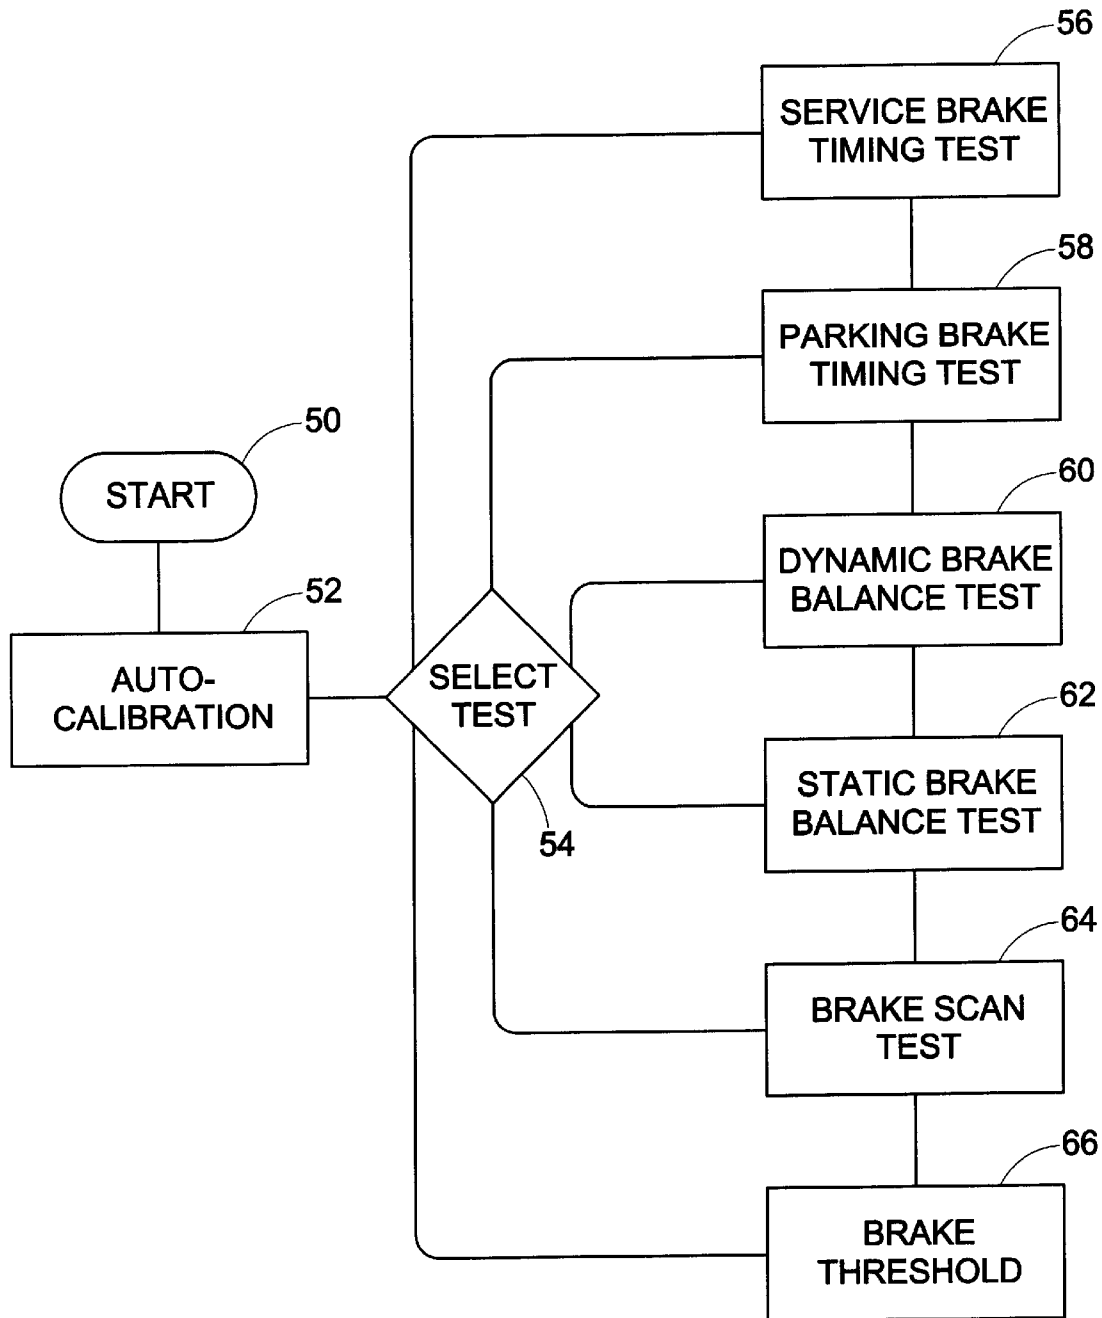 56
SERVICE BRAKE
TIMING TEST
58
PARKING BRAKE
TIMING TEST
50
START
60
DYNAMIC BRAKE
BALANCE TEST
52
AUTO-
CALIBRATION
SELECT
TEST
54
62
STATIC BRAKE
BALANCE TEST
64
BRAKE SCAN
TEST
66
BRAKE
THRESHOLD